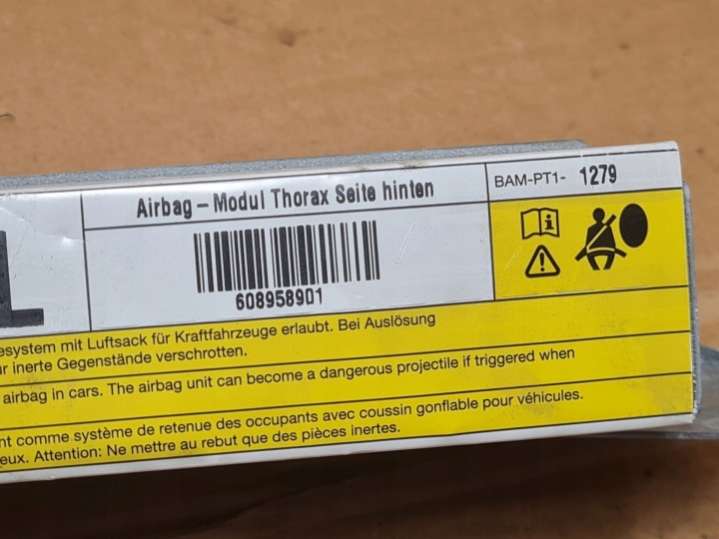 Airbag – Modul Thorax Seite hinten
BAM-PT1- 1279
608958901
L
esystem mit Luftsack für Kraftfahrzeuge erlaubt. Bei Auslösung
ur inerte Gegenstände verschrotten.
airbag in cars. The airbag unit can become a dangerous projectile if triggered when
nt comme système de retenue des occupants avec coussin gonflable pour véhicules.
eux. Attention: Ne mettre au rebut que des pièces inertes.